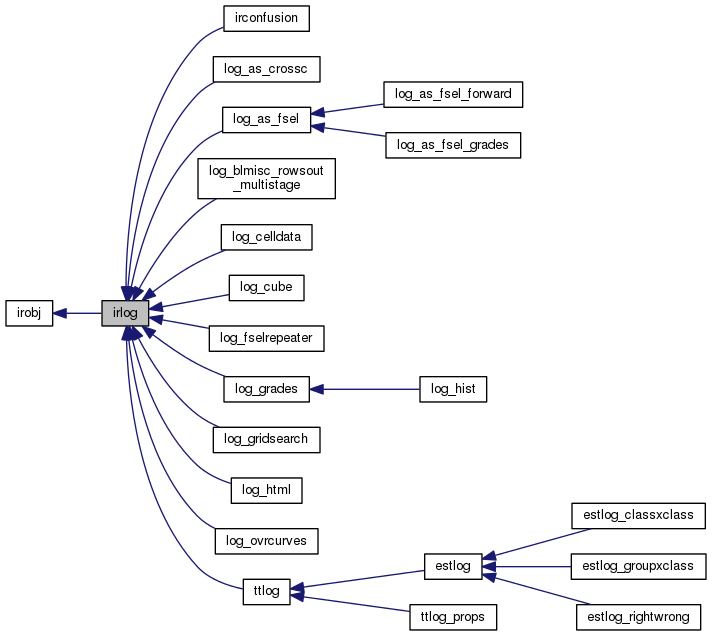 irconfusion
log_as_crossc
log_as_fsel
log_as_fsel_forward
log_as_fsel_grades
log_blmisc_rowsout
_multistage
log_celldata
log_cube
irobj
irlog
log_fselrepeater
log_grades
log_hist
log_gridsearch
log_html
log_ovrcurves
ttlog
estlog
estlog_classxclass
estlog_groupxclass
estlog_rightwrong
ttlog_props